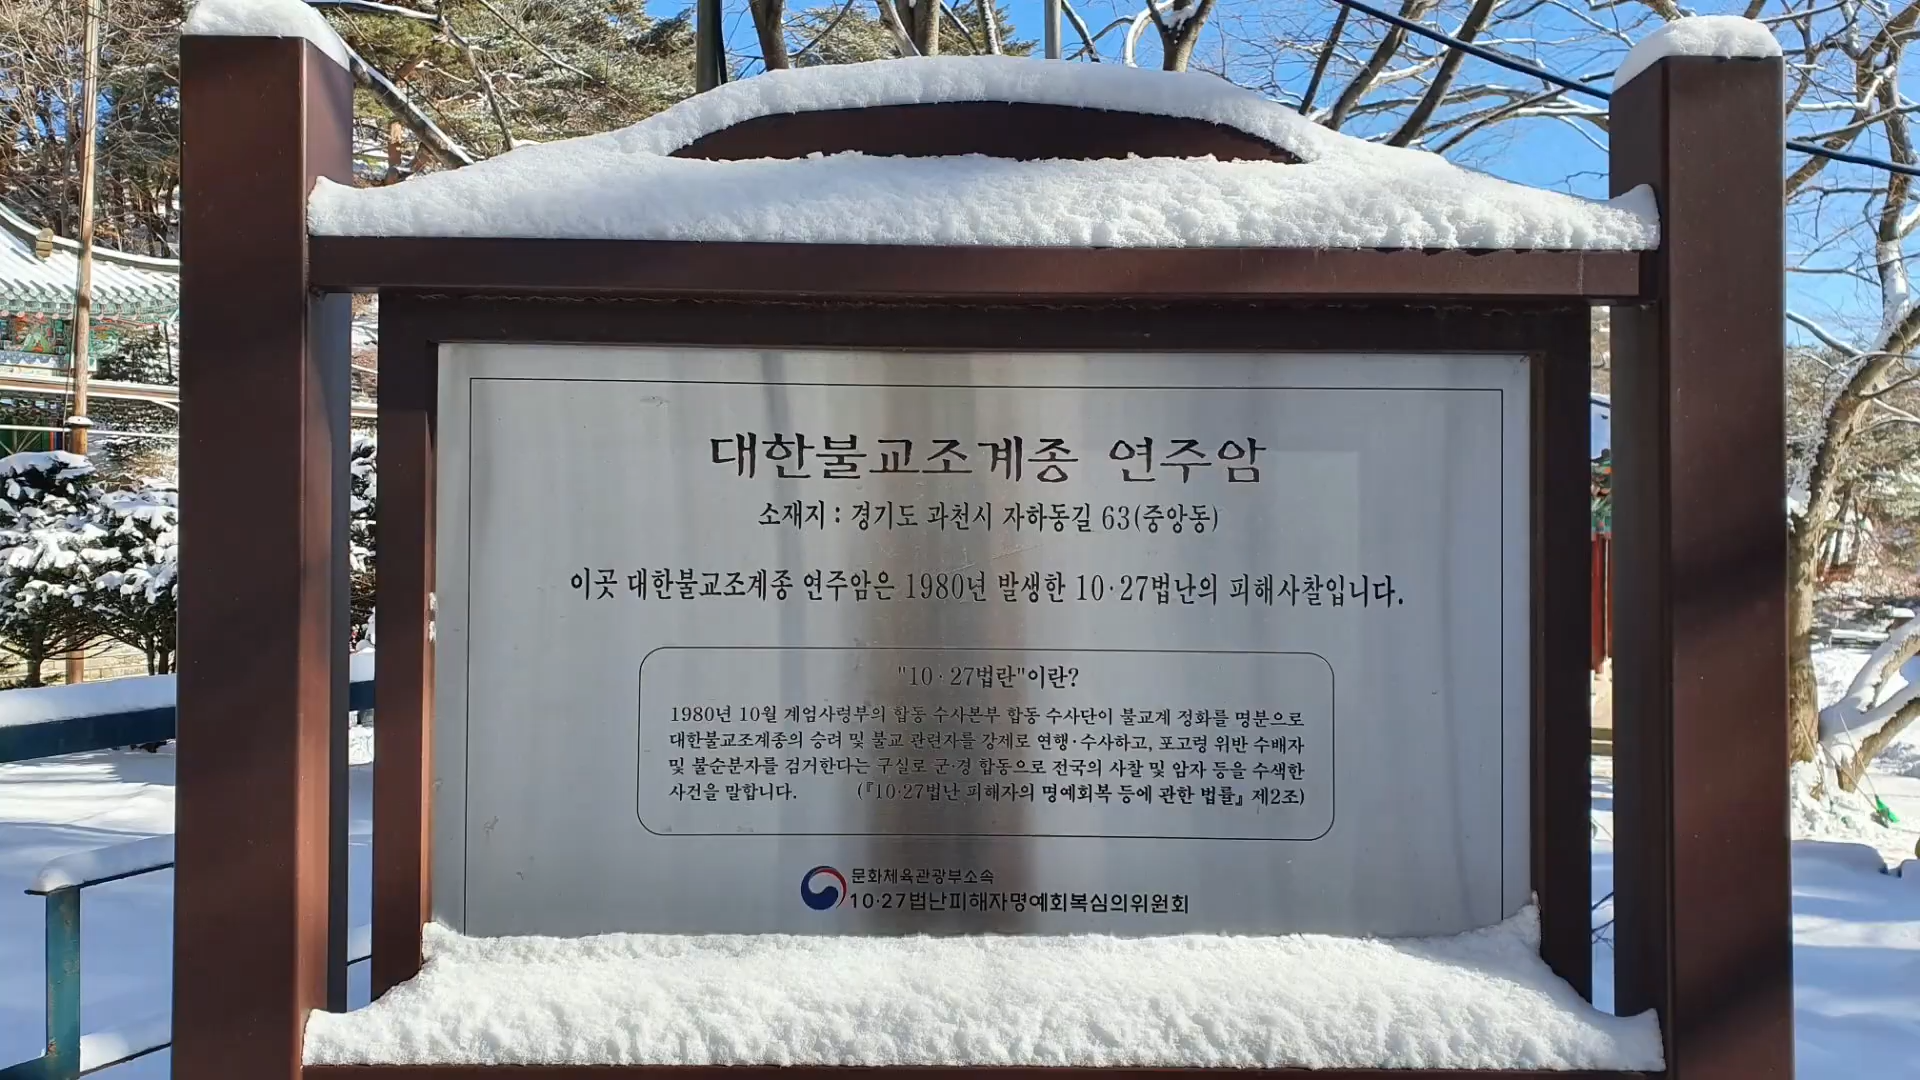 대한불교조계종 연주암
소재지 : 경기도 과천시 자하동길 63(중앙동)
이곳 대한불교조계종 연주암은 1980년 발생한 10·27법난의 피해사찰입니다.
"10·27법란"이란?
1980년 10월 계엄사령부의 합동 수사본부 합동 수사단이 불교계 정화를 명분으로
대한불교조계종의 승려 및 불교 관련자를 강제로 연행·수사하고, 포고령 위반 수배자
및 불순분자를 검거한다는 구실로 군·경 합동으로 전국의 사찰 및 암자 등을 수색한
사건을 말합니다. (『10·27법난 피해자의 명예회복 등에 관한 법률』 제2조)
문화체육관광부소속
10·27법난피해자명예회복심의위원회